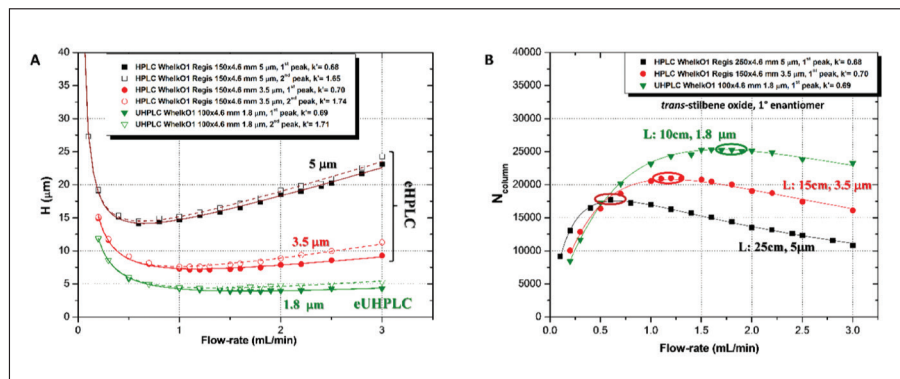 A
HPLC WhelkO1 Regis 150x4.6 mm 5 µm, 1st peak, k'= 0.68
HPLC WhelkO1 Regis 150x4.6 mm 5 µm, 2nd peak, k'= 1.65
HPLC WhelkO1 Regis 150x4.6 mm 3.5 µm, 1st peak, k'= 0.70
HPLC WhelkO1 Regis 150x4.6 mm 3.5 µm, 2nd peak, k'= 1.74
UHPLC WhelkO1 100x4.6 mm 1.8 µm, 1st peak, k'= 0.69
UHPLC WhelkO1 100x4.6 mm 1.8 µm, 2nd peak, k'= 1.71
40
35
30
25
20
15
10
5
0
H (µm)
5 µm
3.5 µm
1.8 µm
eHPLC
eUHPLC
0 1 2 3
Flow-rate (mL/min)
B
HPLC WhelkO1 Regis 250x4.6 mm 5 µm, 1st peak, k'= 0.68
HPLC WhelkO1 Regis 150x4.6 mm 3.5 µm, 1st peak, k'= 0.70
UHPLC WhelkO1 100x4.6 mm 1.8 µm, 1st peak, k'= 0.69
trans-stilbene oxide, 1° enantiomer
40000
35000
30000
25000
20000
15000
10000
5000
0
Ncolumn
L: 10cm, 1.8 µm
L: 15cm, 3.5 µm
L: 25cm, 5µm
0.0 0.5 1.0 1.5 2.0 2.5 3.0
Flow-rate (mL/min)